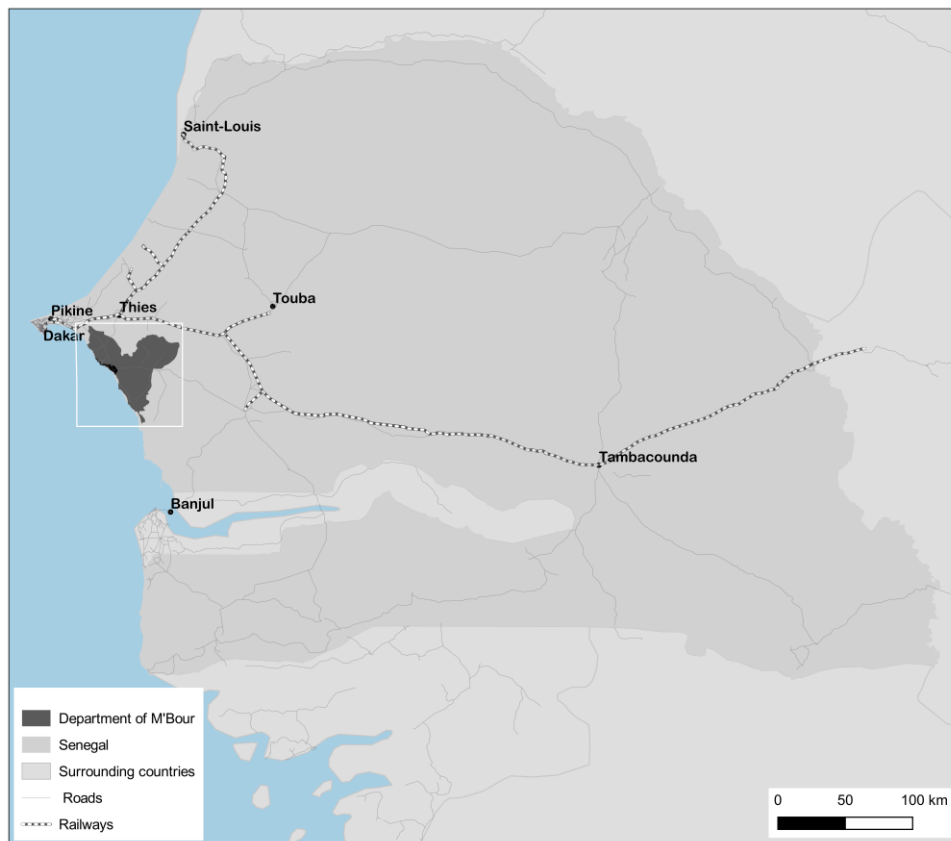 Saint-Louis
Touba
Pikine
Thies
Dakar
Tambacounda
Banjul
Department of M'Bour
Senegal
Surrounding countries
Roads
Railways
0 50 100 km